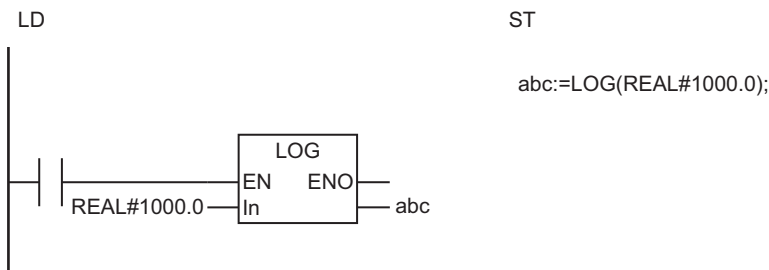 LD
ST
abc:=LOG(REAL#1000.0);
LOG
EN ENO
REAL#1000.0 In abc